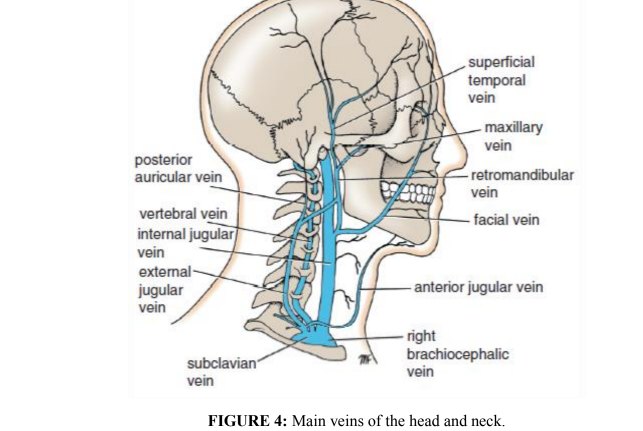 superficial
temporal
vein
maxillary
vein
posterior
auricular vein
retromandibular
vein
vertebral vein
facial vein
internal jugular
vein
external
jugular
vein
anterior jugular vein
right
brachiocephalic
vein
subclavian
vein
FIGURE 4: Main veins of the head and neck.